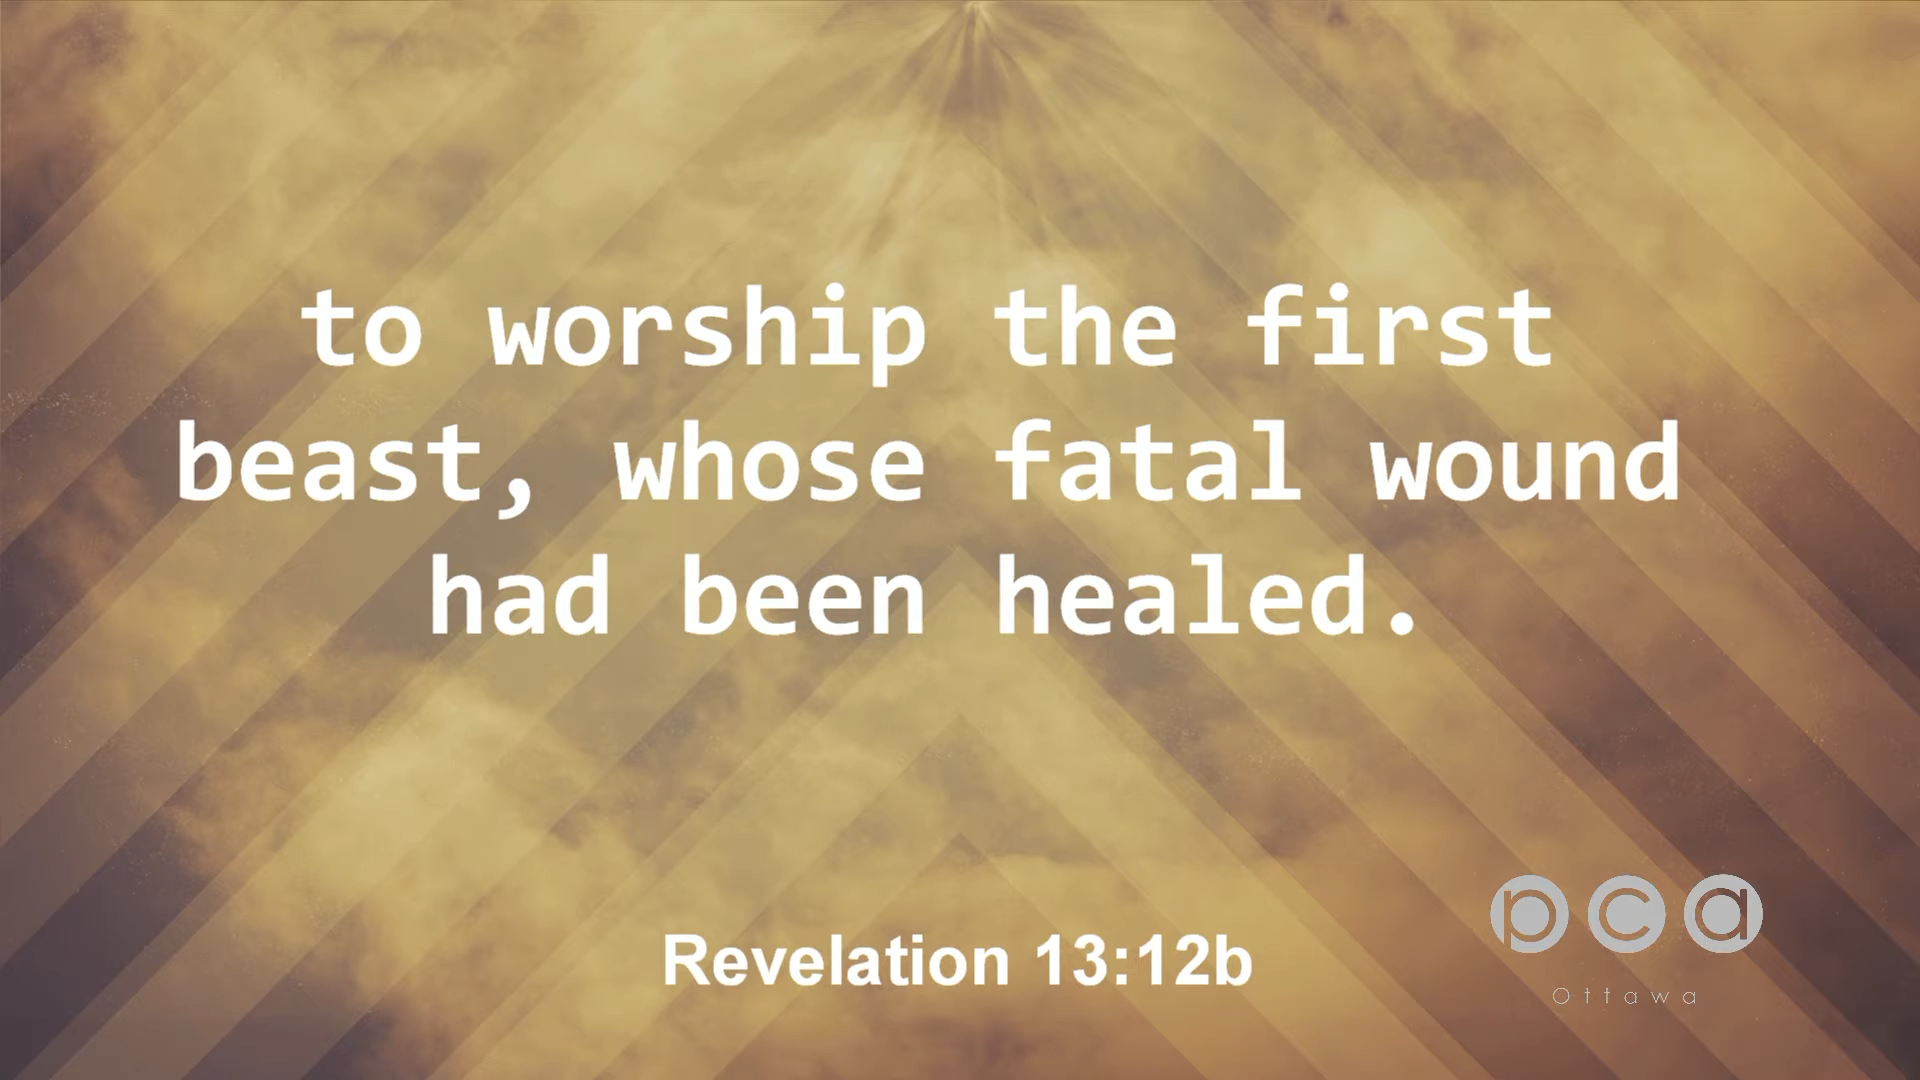 to worship the first
beast, whose fatal wound
had been healed.
Revelation 13:12b
pca
Ottawa